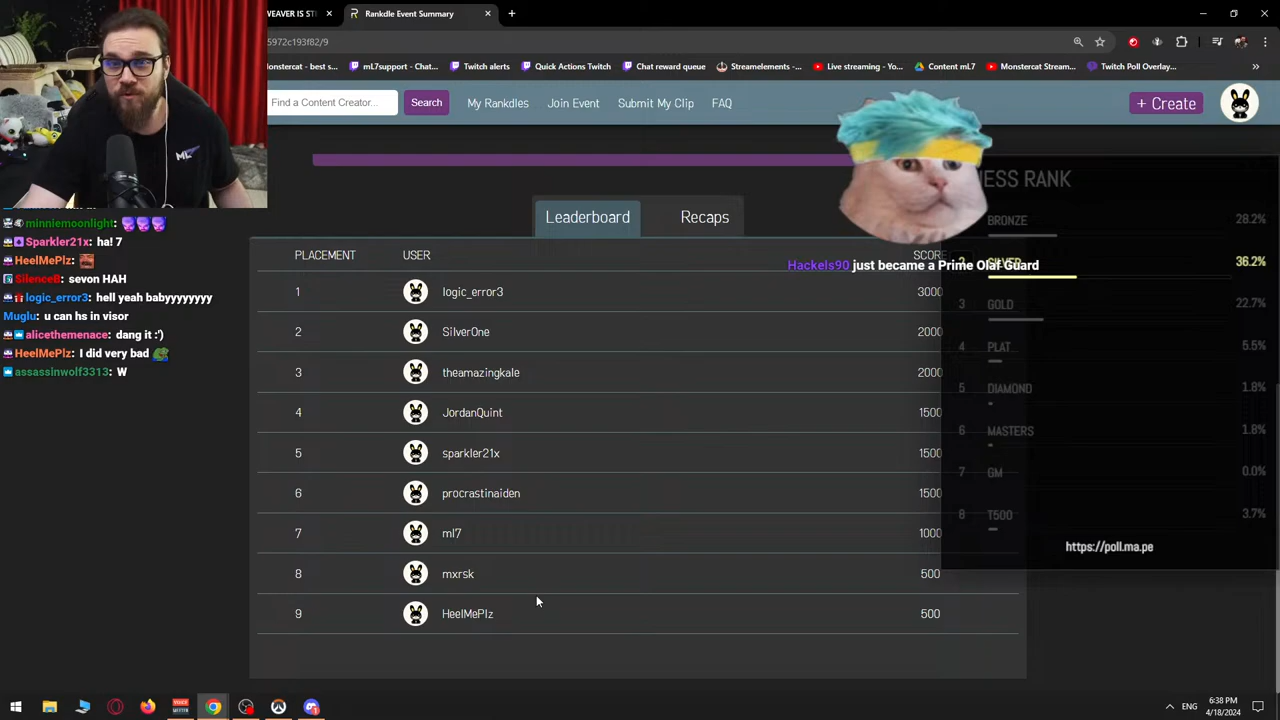 WEAVER IS ST
Rankdle Event Summary
5972c193f82/9
onstercat - best s...
ml7support - Chat...
Twitch alerts
Quick Actions Twitch
Chat reward queue
Streamelements -...
Live streaming - Yo...
Content ml7
Monstercat Stream...
Twitch Poll Overlay...
Find a Content Creator...
Search
My Rankdles
Join Event
Submit My Clip
FAQ
+ Create
ML7
minniemoonlight:
Sparkler21x: ha! 7
HeelMePlz:
SilenceB: sevon HAH
logic_error3: hell yeah babyyyyyyy
Muglu: u can hs in visor
alicethemenace: dang it :')
HeelMePlz: I did very bad
assassinwolf3313: W
Leaderboard
Recaps
PLACEMENT USER SCORE
1 logic_error3 3000
2 SilverOne 2000
3 theamazingkale 2000
4 JordanQuint 1500
5 sparkler21x 1500
6 procrastinaiden 1500
7 ml7 1000
8 mxrsk 500
9 HeelMePlz 500
Hackels90 just became a Prime Olaf Guard
ESS RANK
BRONZE 28.2%
2 SILVER 36.2%
3 GOLD 22.7%
4 PLAT 5.5%
5 DIAMOND 1.8%
6 MASTERS 1.8%
7 GM 0.0%
8 T500 3.7%
https://poll.ma.pe
ENG
6:38 PM
4/18/2024